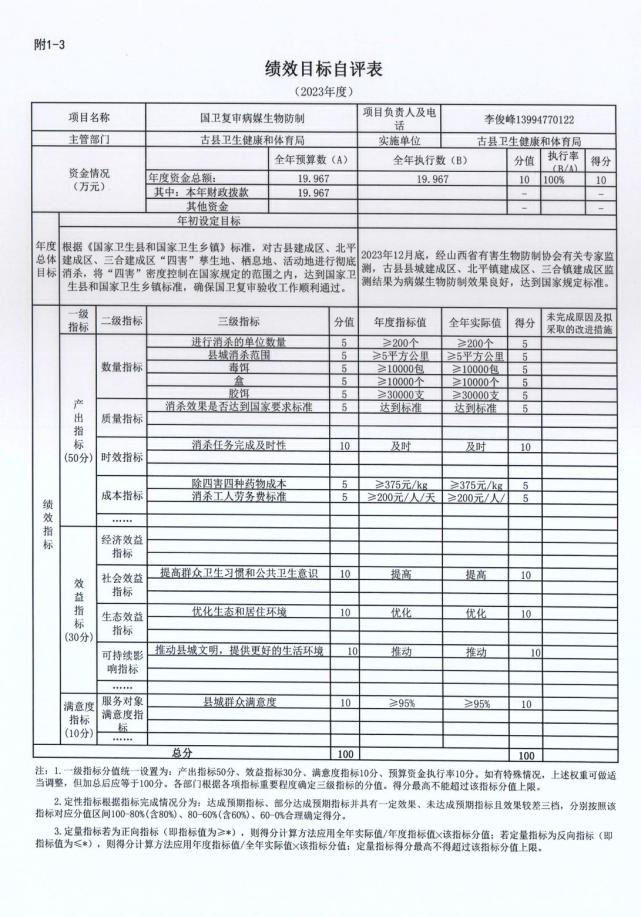 附1-3
绩效目标自评表
（2023年度）
项目名称 国卫复审病媒生物防制 项目负责人及电话 李俊峰13994770122
主管部门 古县卫生健康和体育局 实施单位 古县卫生健康和体育局
资金情况（万元） 全年预算数（A） 全年执行数（B） 分值 执行率（B/A） 得分
年度资金总额： 19.967 19.967 10 100% 10
其中：本年财政拨款 19.967 － －
其他资金 － －
年度总体目标 年初设定目标
根据《国家卫生县和国家卫生乡镇》标准，对古县建成区、北平建成区、三合建成区“四害”孳生地、栖息地、活动地进行彻底消杀，将“四害”密度控制在国家规定的范围之内，达到国家卫生县和国家卫生乡镇标准，确保国卫复审验收工作顺利通过。
2023年12月底，经山西省有害生物防制协会有关专家监测，古县县城建成区、北平镇建成区、三合镇建成区监测结果为病媒生物防制效果良好，达到国家规定标准。
绩效指标 一级指标 二级指标 三级指标 分值 年度指标值 全年实际值 得分 未完成原因及拟采取的改进措施
产出指标（50分） 数量指标 进行消杀的单位数量 5 ≥200个 ≥200个 5
县城消杀范围 5 ≥5平方公里 ≥5平方公里 5
毒饵 5 ≥10000包 ≥10000包 5
盒 5 ≥10000个 ≥10000个 5
胶饵 5 ≥30000支 ≥30000支 5
质量指标 消杀效果是否达到国家要求标准 5 达到标准 达到标准 5
时效指标 消杀任务完成及时性 10 及时 及时 10
成本指标 除四害四种药物成本 5 ≥375元/kg ≥375元/kg 5
消杀工人劳务费标准 5 ≥200元/人/天 ≥200元/人/ 5
……
效益指标（30分） 经济效益指标
社会效益指标 提高群众卫生习惯和公共卫生意识 10 提高 提高 10
生态效益指标 优化生态和居住环境 10 优化 优化 10
可持续影响指标 推动县城文明，提供更好的生活环境 10 推动 推动 10
……
满意度指标（10分） 服务对象满意度指标 县城群众满意度 10 ≥95% ≥95% 10
……
总分 100 100
注：1.一级指标分值统一设置为：产出指标50分、效益指标30分、满意度指标10分、预算资金执行率10分。如有特殊情况，上述权重可做适
当调整，但加总后应等于100分。各部门根据各项指标重要程度确定三级指标的分值。得分最高不能超过该指标分值上限。
2.定性指标根据指标完成情况分为：达成预期指标、部分达成预期指标并具有一定效果、未达成预期指标且效果较差三档，分别按照该
指标对应分值区间100-80%(含80%)、80-60%(含60%)、60-0%合理确定得分。
3.定量指标若为正向指标（即指标值为≥*），则得分计算方法应用全年实际值/年度指标值×该指标分值；若定量指标为反向指标（即
指标值为≤*），则得分计算方法应用年度指标值/全年实际值×该指标分值；定量指标得分最高不得超过该指标分值上限。